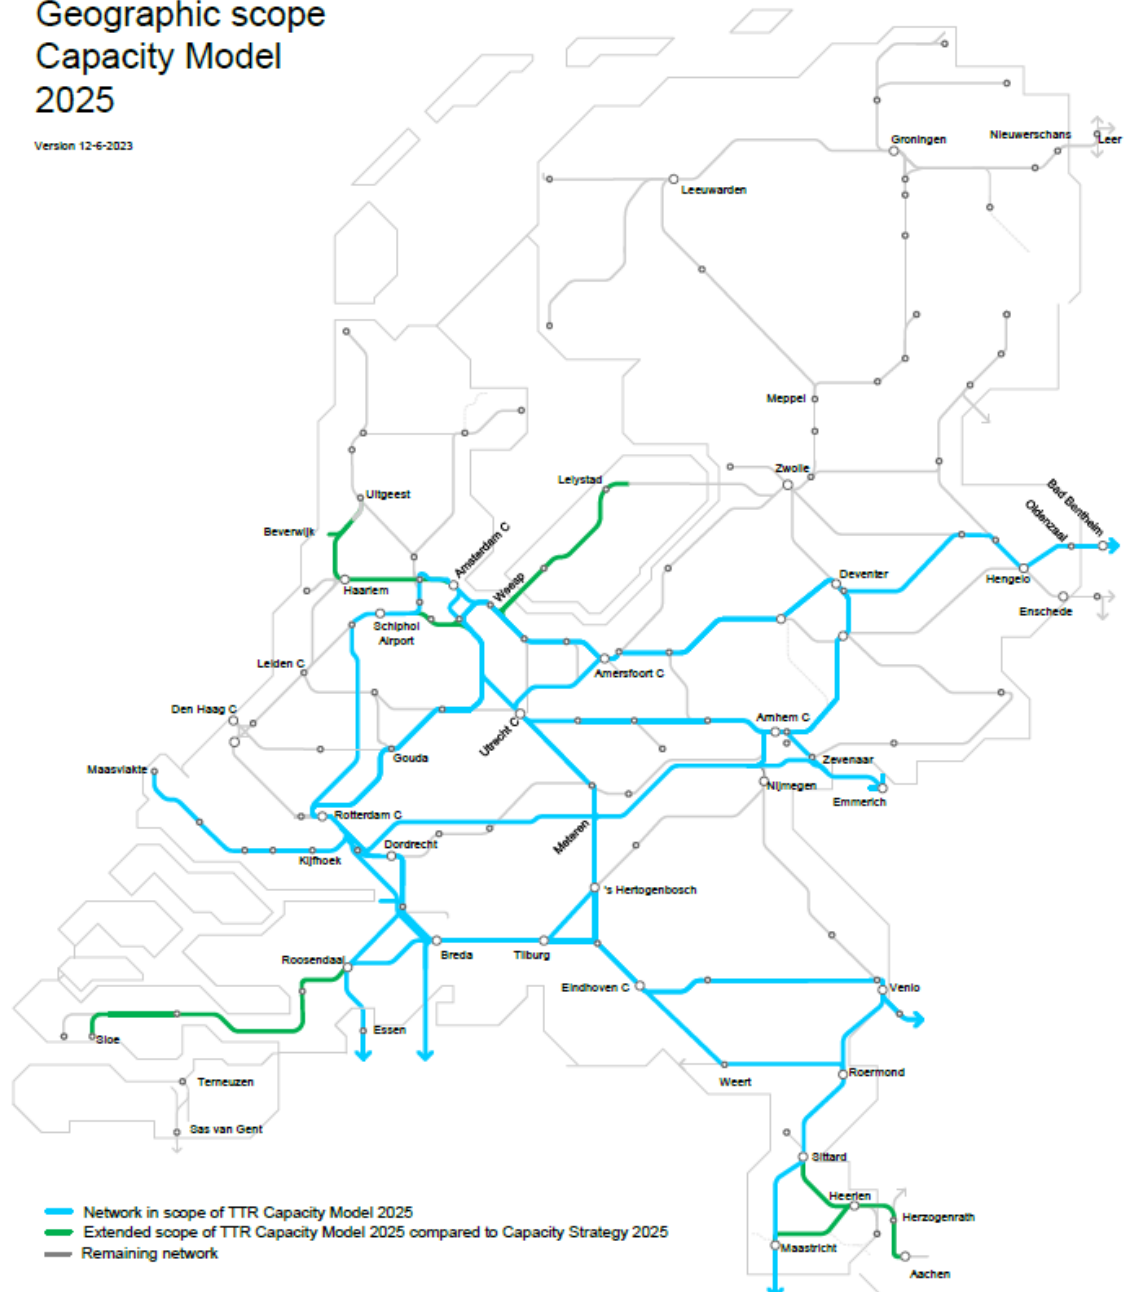 Geographic scope
Capacity Model
2025
Version 12-6-2023
Groningen
Nieuwerschans
Leer
Leeuwarden
Meppel
Zwolle
Lelystad
Uitgeest
Beverwijk
Amsterdam C
Weesp
Bad Bentheim
Oldenzaal
Haarlem
Deventer
Hengelo
Enschede
Schiphol
Airport
Leiden C
Amersfoort C
Den Haag C
Utrecht C
Arnhem C
Gouda
Zevenaar
Maasvlakte
Nijmegen
Emmerich
Rotterdam C
Meteren
Dordrecht
Kijfhoek
's Hertogenbosch
Roosendaal
Breda
Tilburg
Eindhoven C
Venlo
Sloe
Essen
Weert
Roermond
Terneuzen
Sas van Gent
Sittard
Heerlen
Herzogenrath
Maastricht
Aachen
Network in scope of TTR Capacity Model 2025
Extended scope of TTR Capacity Model 2025 compared to Capacity Strategy 2025
Remaining network